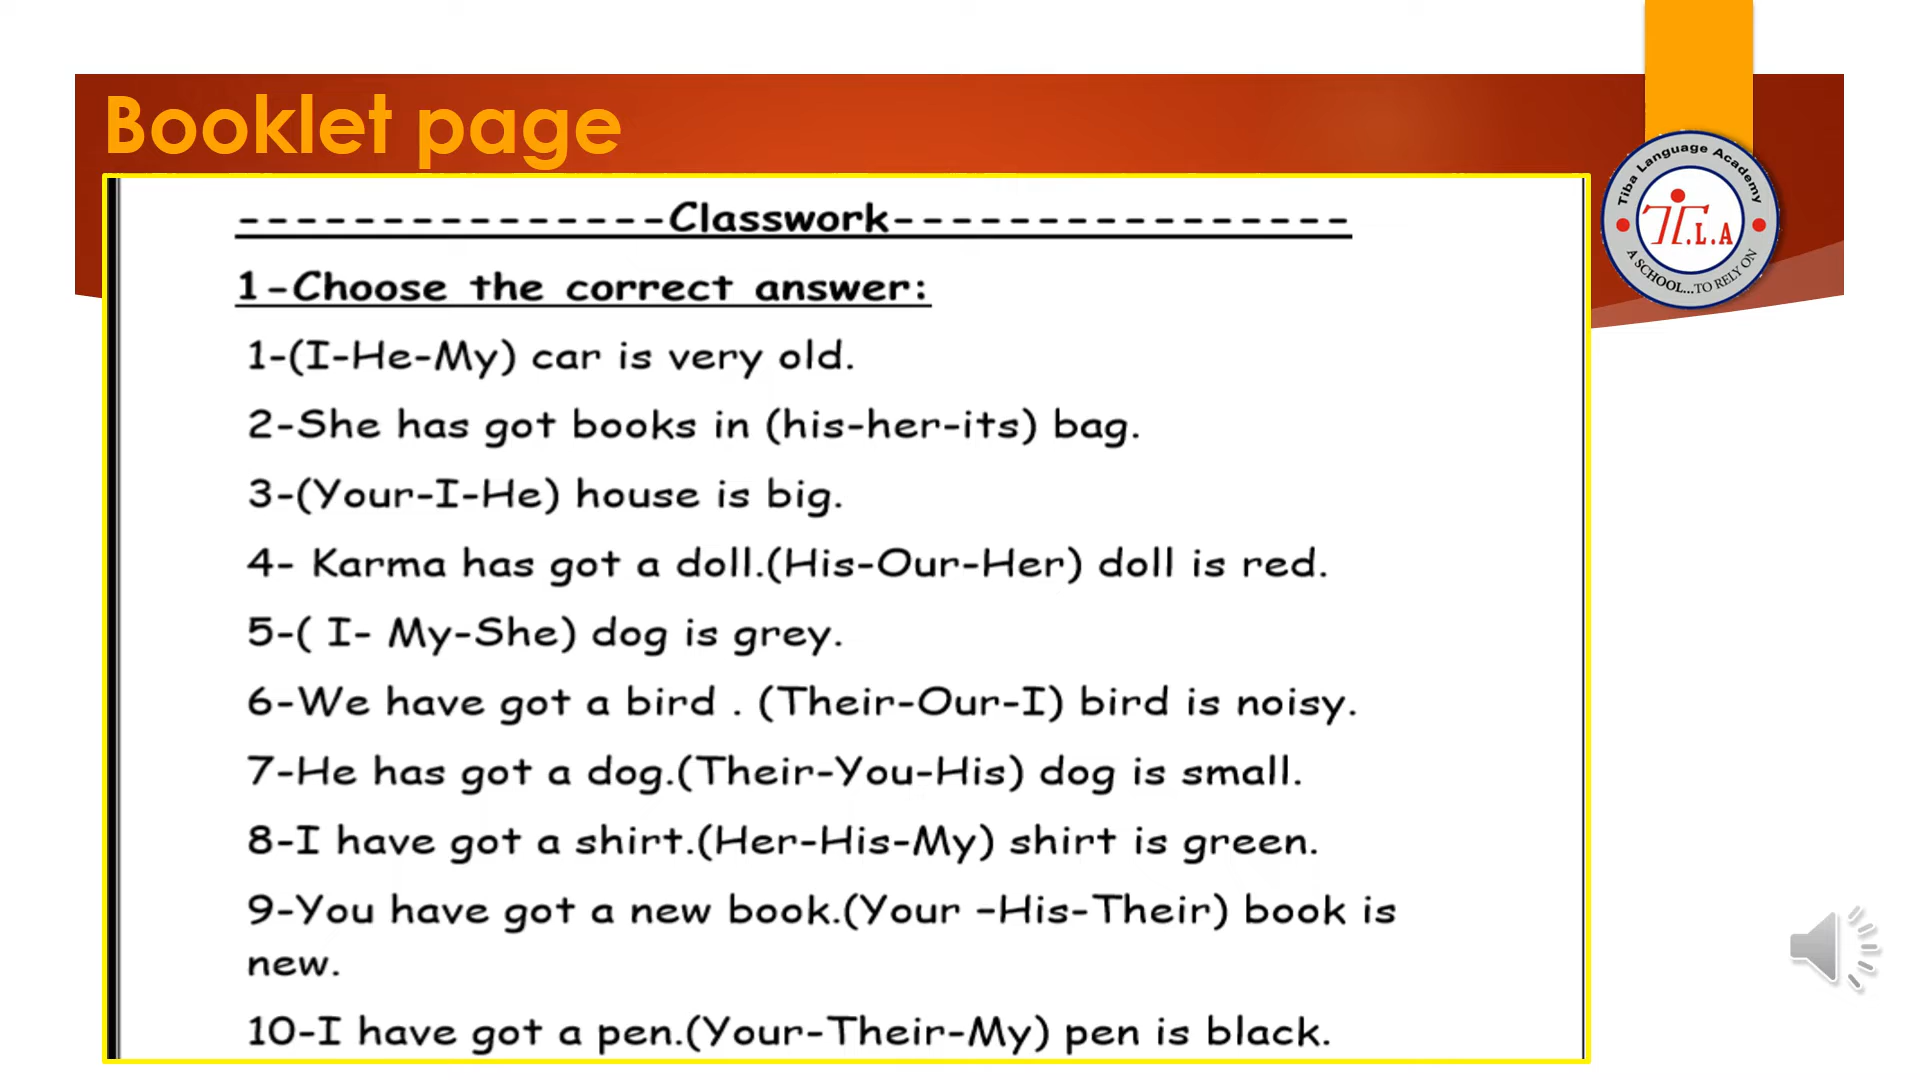 Booklet page
Tiba Language Academy
T.L.A
A SCHOOL...TO RELY ON
---------------Classwork----------------
1-Choose the correct answer:
1-(I-He-My) car is very old.
2-She has got books in (his-her-its) bag.
3-(Your-I-He) house is big.
4- Karma has got a doll.(His-Our-Her) doll is red.
5-( I- My-She) dog is grey.
6-We have got a bird . (Their-Our-I) bird is noisy.
7-He has got a dog.(Their-You-His) dog is small.
8-I have got a shirt.(Her-His-My) shirt is green.
9-You have got a new book.(Your –His-Their) book is
new.
10-I have got a pen.(Your-Their-My) pen is black.